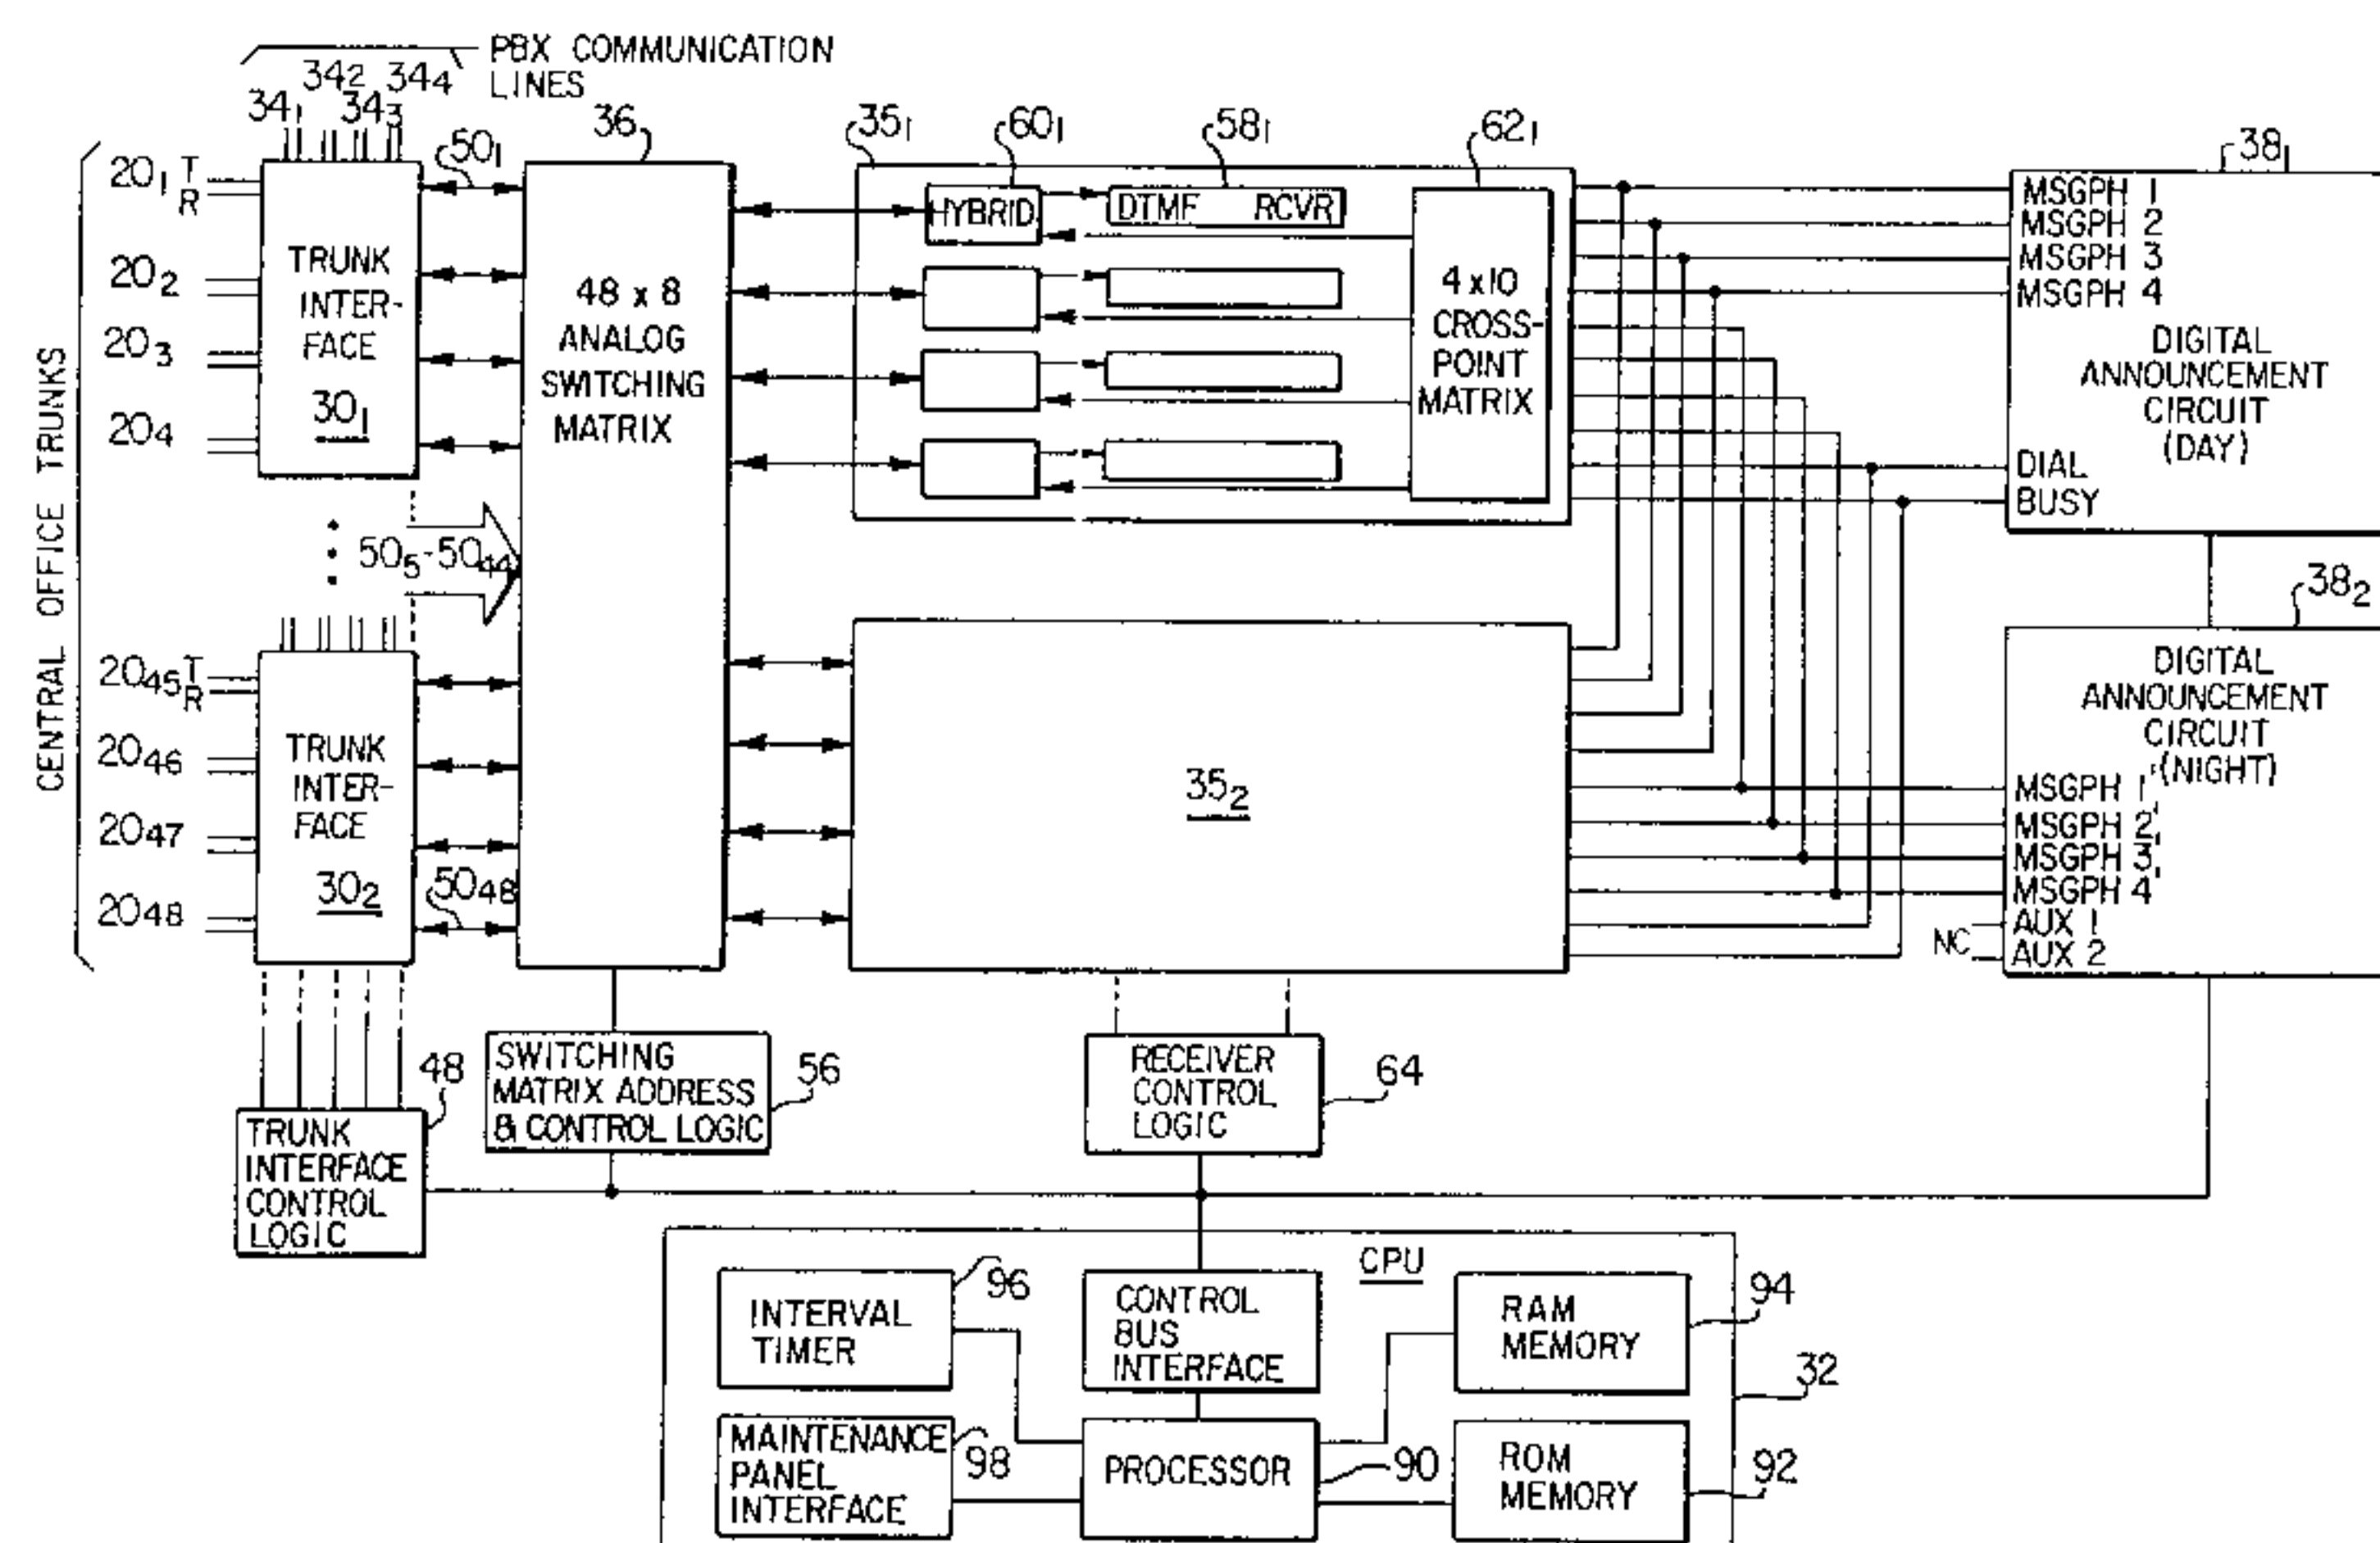 PBX COMMUNICATION
LINES
34₁ 34₂ 34₃ 34₄
CENTRAL OFFICE TRUNKS
20₁ T
R
20₂
20₃
20₄
TRUNK
INTER-
FACE
30₁
50₁
36
48 x 8
ANALOG
SWITCHING
MATRIX
35₁
60₁
58₁
62₁
HYBRID
DTMF RCVR
4 x 10
CROSS-
POINT
MATRIX
38₁
MSGPH 1
MSGPH 2
MSGPH 3
MSGPH 4
DIGITAL
ANNOUNCEMENT
CIRCUIT
(DAY)
DIAL
BUSY
50₅-50₄₄
20₄₅ T
R
20₄₆
20₄₇
20₄₈
TRUNK
INTER-
FACE
30₂
50₄₈
35₂
38₂
DIGITAL
ANNOUNCEMENT
CIRCUIT
(NIGHT)
MSGPH 1'
MSGPH 2'
MSGPH 3'
MSGPH 4'
AUX 1
NC
AUX 2
TRUNK
INTERFACE
CONTROL
LOGIC
48
SWITCHING
MATRIX ADDRESS
& CONTROL LOGIC
56
RECEIVER
CONTROL
LOGIC
64
CPU
32
INTERVAL
TIMER
96
CONTROL
BUS
INTERFACE
RAM
MEMORY
94
MAINTENANCE
PANEL
INTERFACE
98
PROCESSOR
90
ROM
MEMORY
92